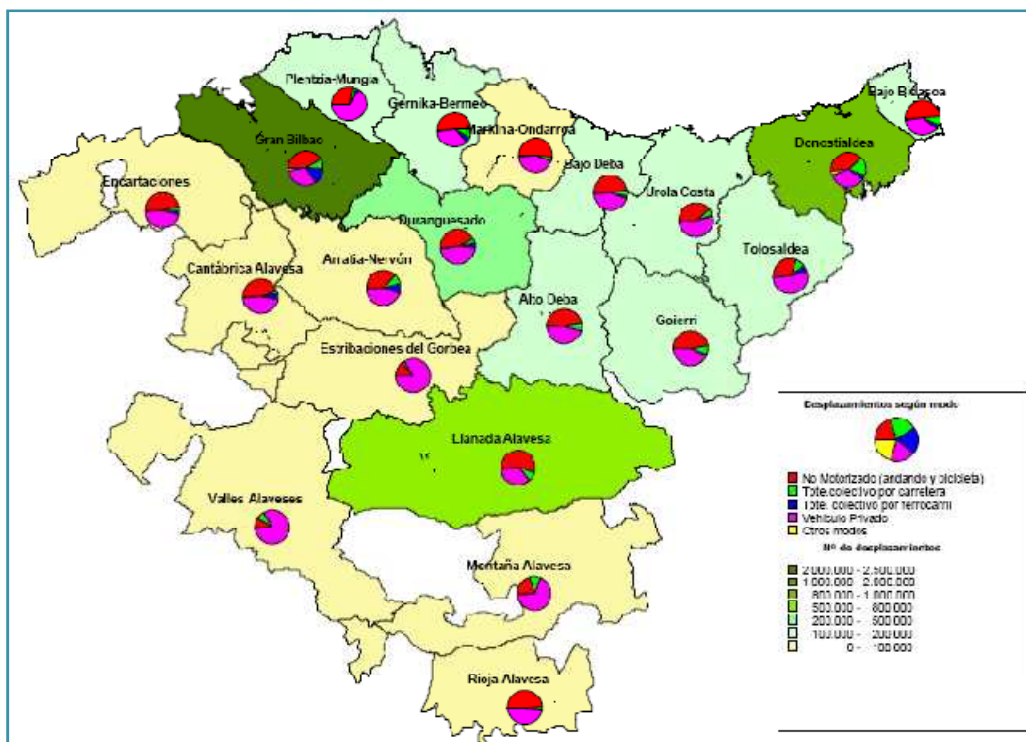 Plentzia-Mungia
Bajo Bidasoa
Gernika-Bermeo
Markina-Ondarroa
Gran Bilbao
Donostialdea
Bajo Deba
Urola Costa
Encartaciones
Duranguesado
Tolosaldea
Arratia-Nervión
Cantábrica Alavesa
Alto Deba
Goierri
Estribaciones del Gorbea
Llanada Alavesa
Valles Alaveses
Montaña Alavesa
Rioja Alavesa
Desplazamientos según modo
No Motorizado (andando y bicicleta)
Tpte.colectivo por carretera
Tpte. colectivo por ferrocarril
Vehículo Privado
Otros modos
Nº de desplazamientos
2.000.000 - 2.500.000
1.000.000 - 2.000.000
800.000 - 1.000.000
500.000 - 800.000
200.000 - 500.000
100.000 - 200.000
0 - 100.000